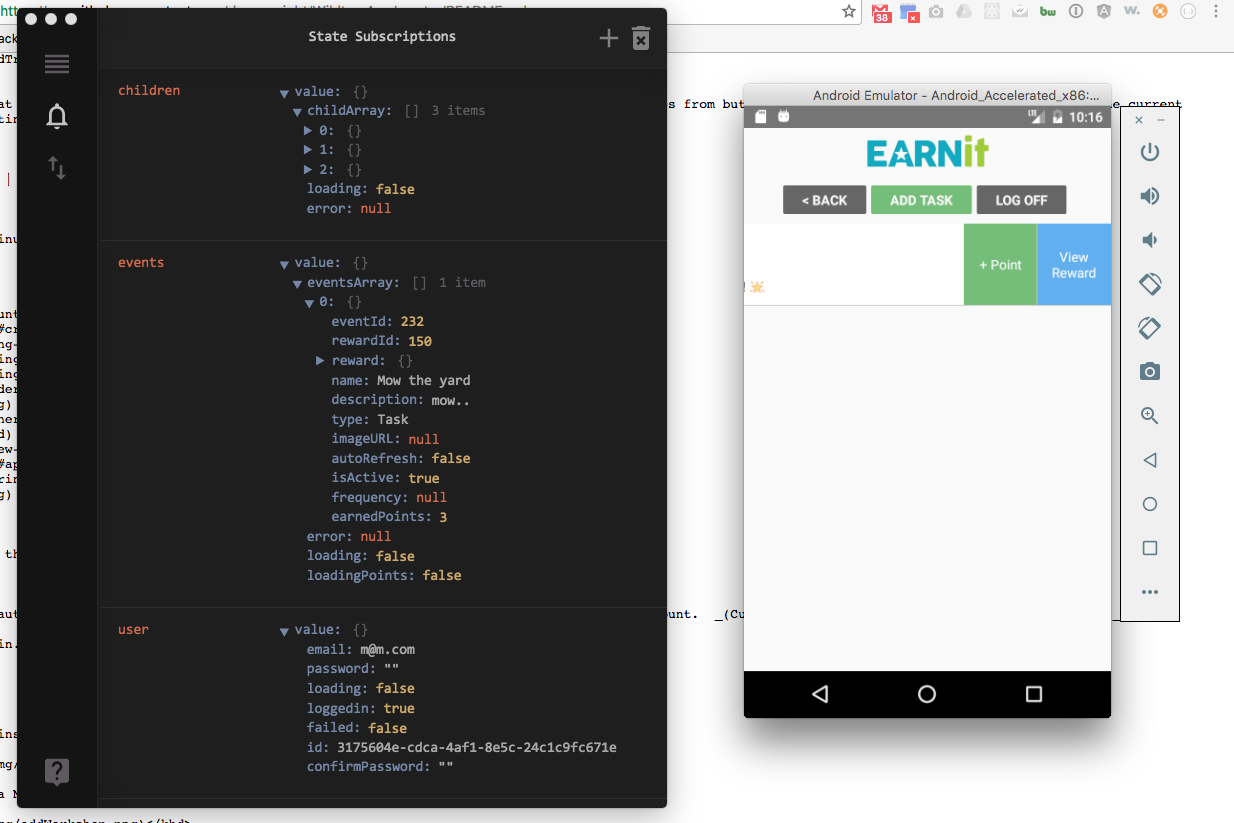 State Subscriptions
children
value: {}
childArray: [] 3 items
0: {}
1: {}
2: {}
loading: false
error: null
events
value: {}
eventsArray: [] 1 item
0: {}
eventId: 232
rewardId: 150
reward: {}
name: Mow the yard
description: mow..
type: Task
imageURL: null
autoRefresh: false
isActive: true
frequency: null
earnedPoints: 3
error: null
loading: false
loadingPoints: false
user
value: {}
email: m@m.com
password: ""
loading: false
loggedin: true
failed: false
id: 3175604e-cdca-4af1-8e5c-24c1c9fc671e
confirmPassword: ""
38
bw
W.
s from but
e current
Android Emulator - Android_Accelerated_x86:...
LTE
10:16
EARNit
< BACK
ADD TASK
LOG OFF
+ Point
View
Reward
!
ount. _(Cu